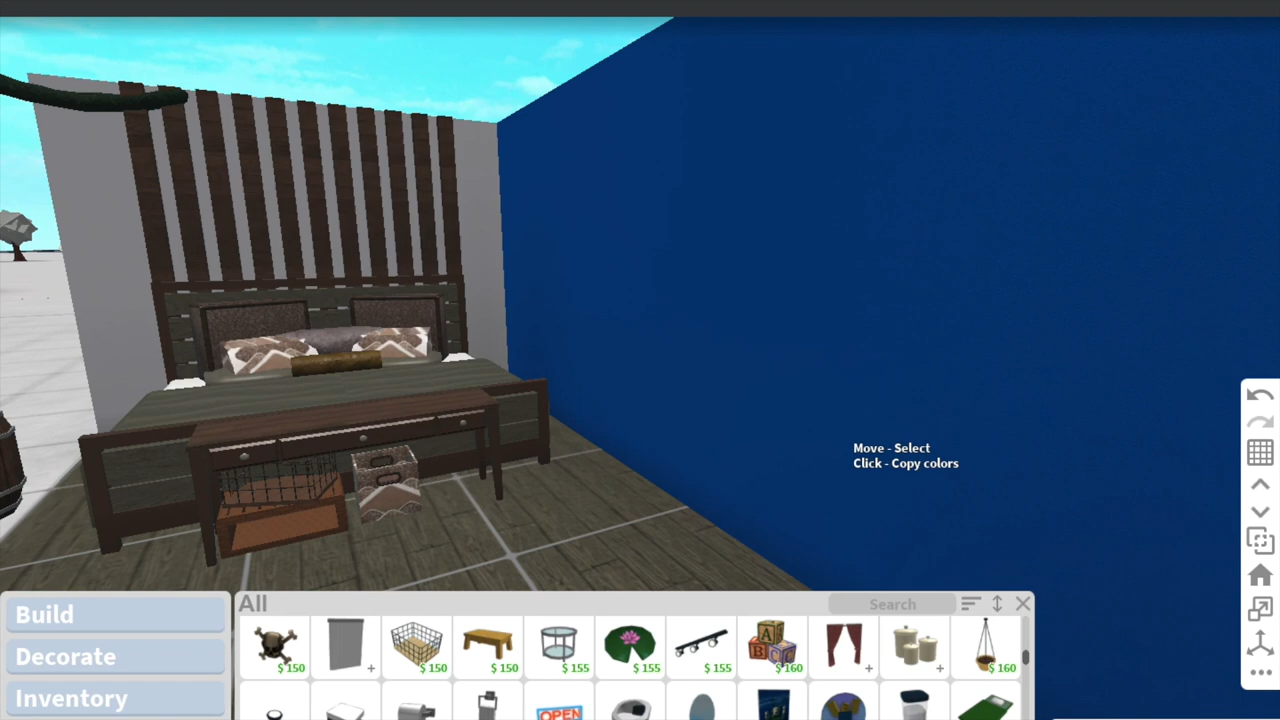 Move - Select
Click - Copy colors
Build
Decorate
Inventory
All
Search
$ 150
+
$ 150
$ 150
$ 155
$ 155
$ 155
$ 160
+
+
$ 160
OPEN
A
B
C